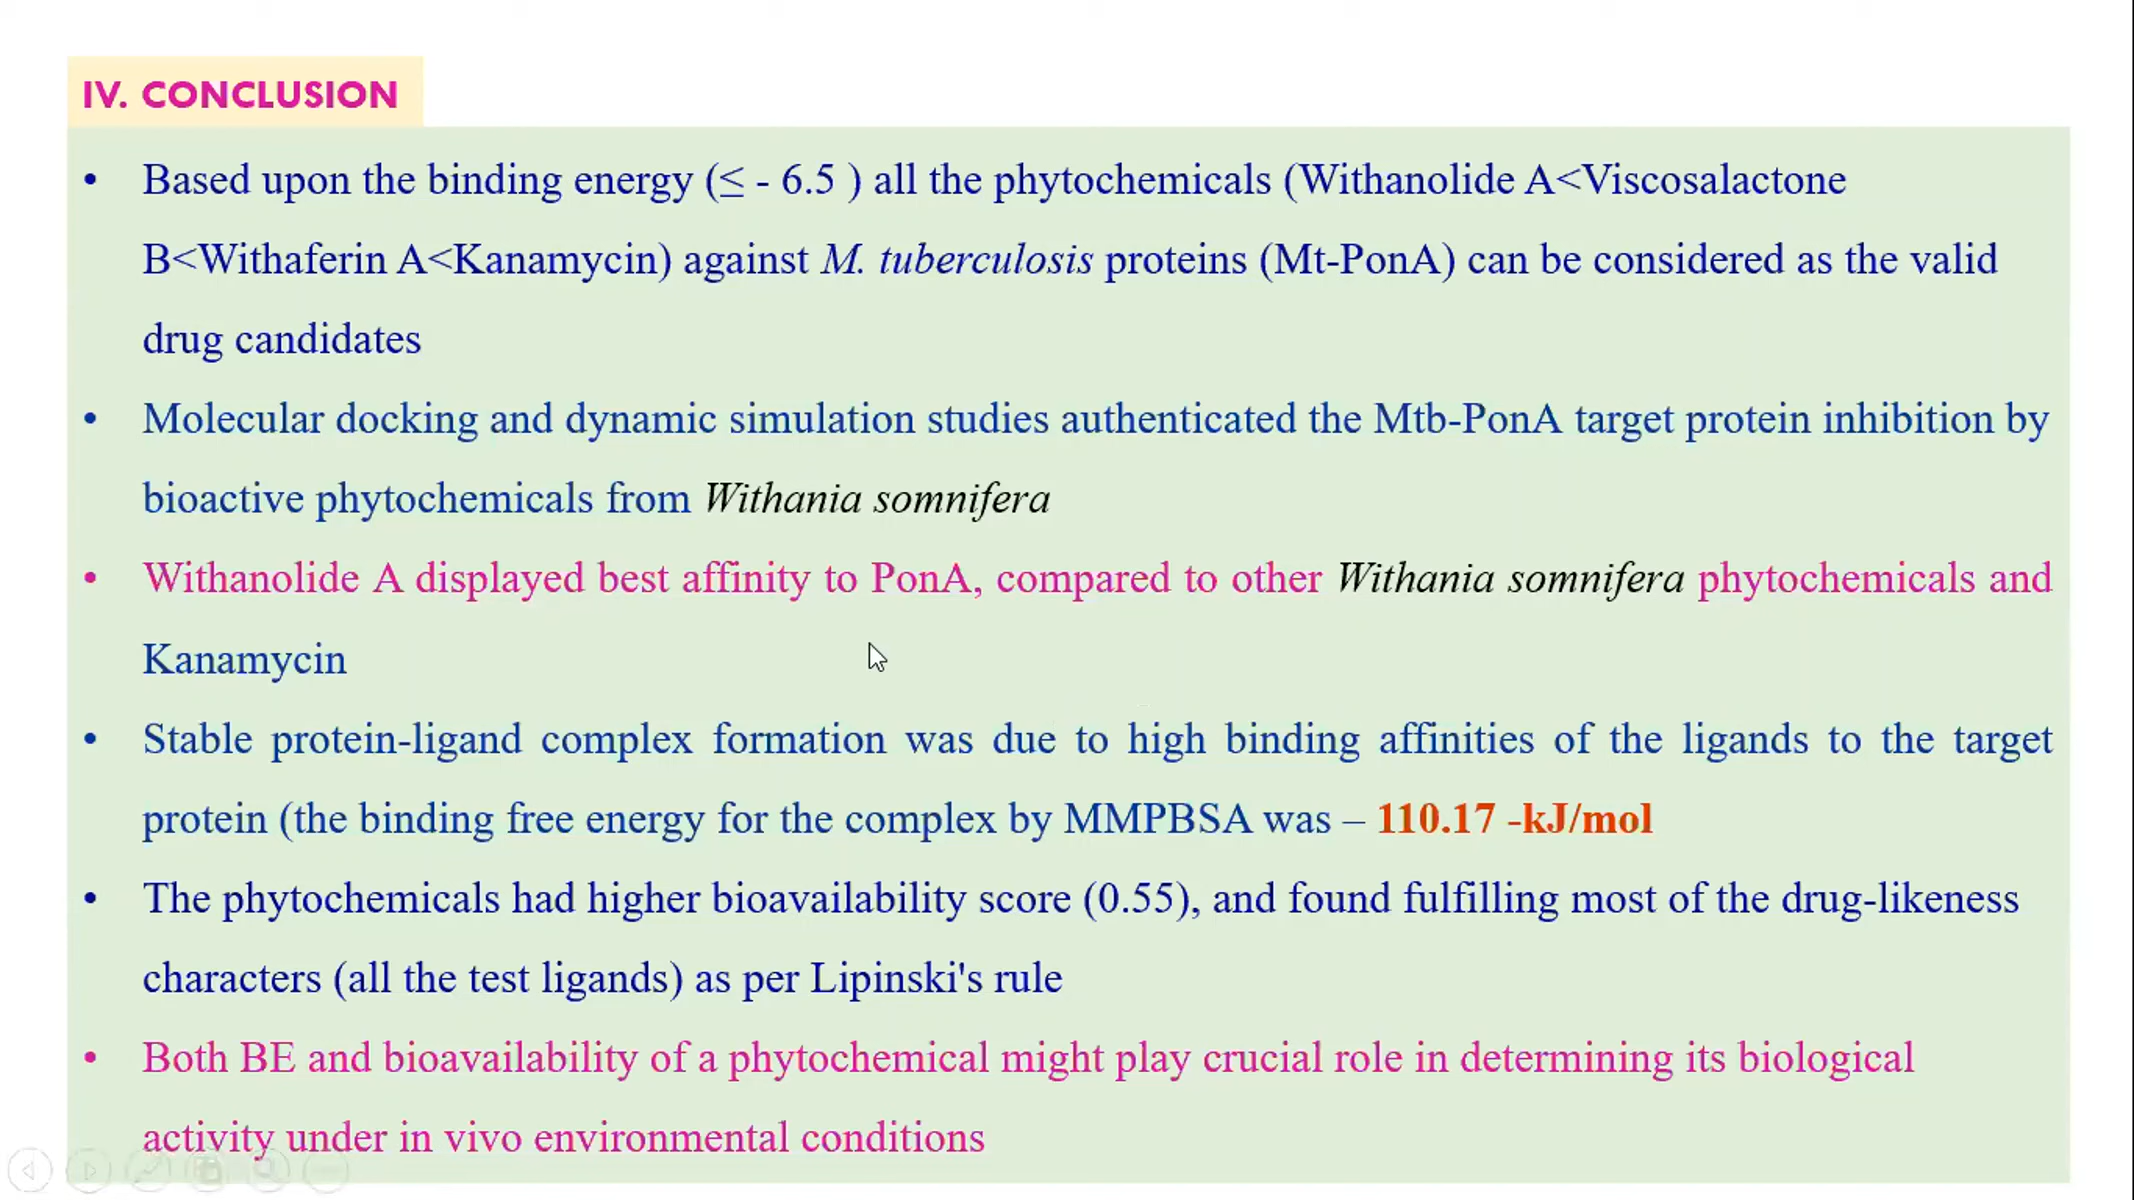 IV. CONCLUSION
• Based upon the binding energy (≤ - 6.5 ) all the phytochemicals (Withanolide A<Viscosalactone
B<Withaferin A<Kanamycin) against M. tuberculosis proteins (Mt-PonA) can be considered as the valid
drug candidates
• Molecular docking and dynamic simulation studies authenticated the Mtb-PonA target protein inhibition by
bioactive phytochemicals from Withania somnifera
• Withanolide A displayed best affinity to PonA, compared to other Withania somnifera phytochemicals and
Kanamycin
• Stable protein-ligand complex formation was due to high binding affinities of the ligands to the target
protein (the binding free energy for the complex by MMPBSA was – 110.17 -kJ/mol
• The phytochemicals had higher bioavailability score (0.55), and found fulfilling most of the drug-likeness
characters (all the test ligands) as per Lipinski's rule
• Both BE and bioavailability of a phytochemical might play crucial role in determining its biological
activity under in vivo environmental conditions